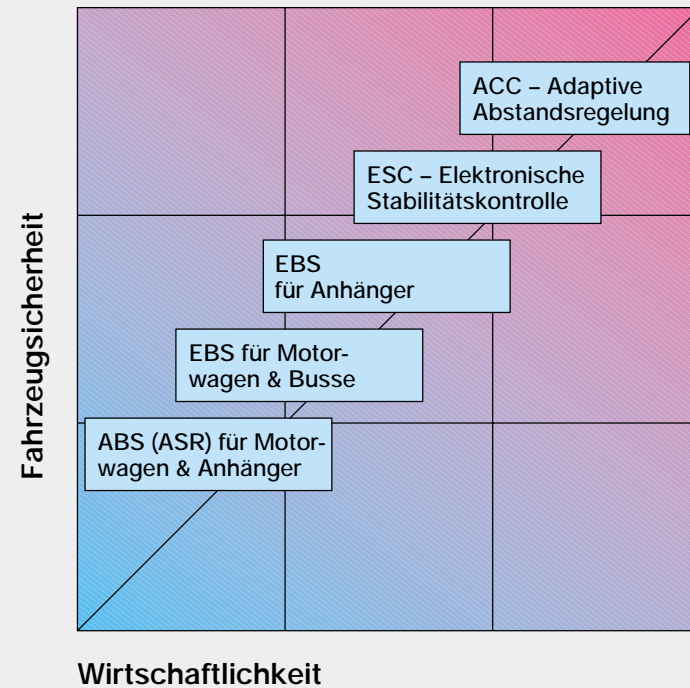 Fahrzeugsicherheit
ACC – Adaptive
Abstandsregelung
ESC – Elektronische
Stabilitätskontrolle
EBS
für Anhänger
EBS für Motor-
wagen & Busse
ABS (ASR) für Motor-
wagen & Anhänger
Wirtschaftlichkeit